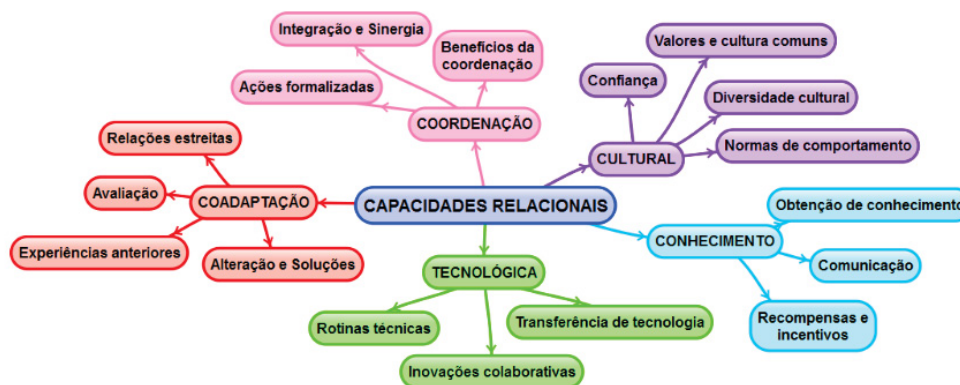 Integração e Sinergia
Benefícios da
coordenação
Ações formalizadas
COORDENAÇÃO
Valores e cultura comuns
Confiança
Diversidade cultural
Normas de comportamento
CULTURAL
Relações estreitas
Avaliação
COADAPTAÇÃO
Experiências anteriores
Alteração e Soluções
CAPACIDADES RELACIONAIS
Obtenção de conhecimento
CONHECIMENTO
Comunicação
Recompensas e
incentivos
TECNOLÓGICA
Rotinas técnicas
Transferência de tecnologia
Inovações colaborativas